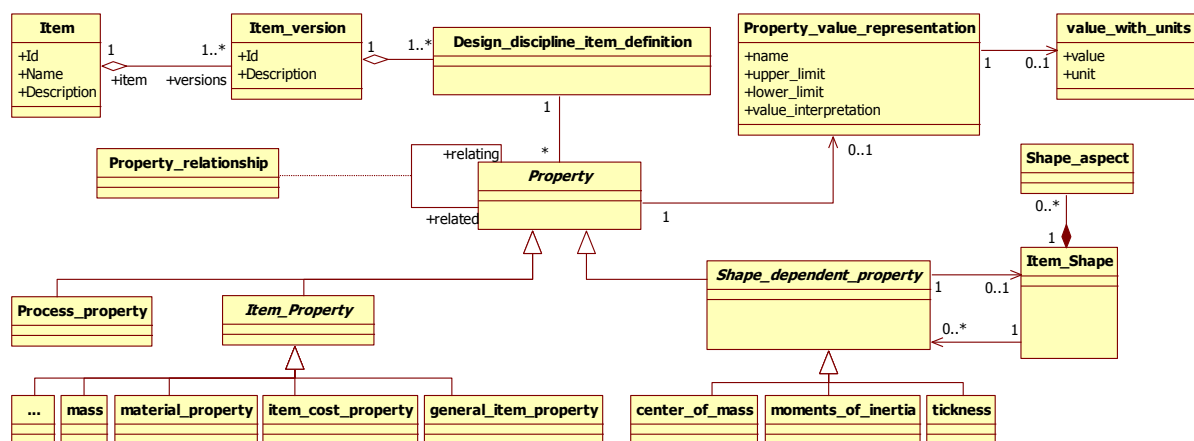 Item
+Id
+Name
+Description
1
+item
1..*
+versions
Item_version
+Id
+Description
1
1..*
Design_discipline_item_definition
1
*
Property_value_representation
+name
+upper_limit
+lower_limit
+value_interpretation
1
0..1
value_with_units
+value
+unit
Property_relationship
+relating
+related
Property
1
0..1
Shape_aspect
0..*
1
Item_Shape
Shape_dependent_property
1
0..1
0..*
1
Process_property
Item_Property
...
mass
material_property
item_cost_property
general_item_property
center_of_mass
moments_of_inertia
tickness